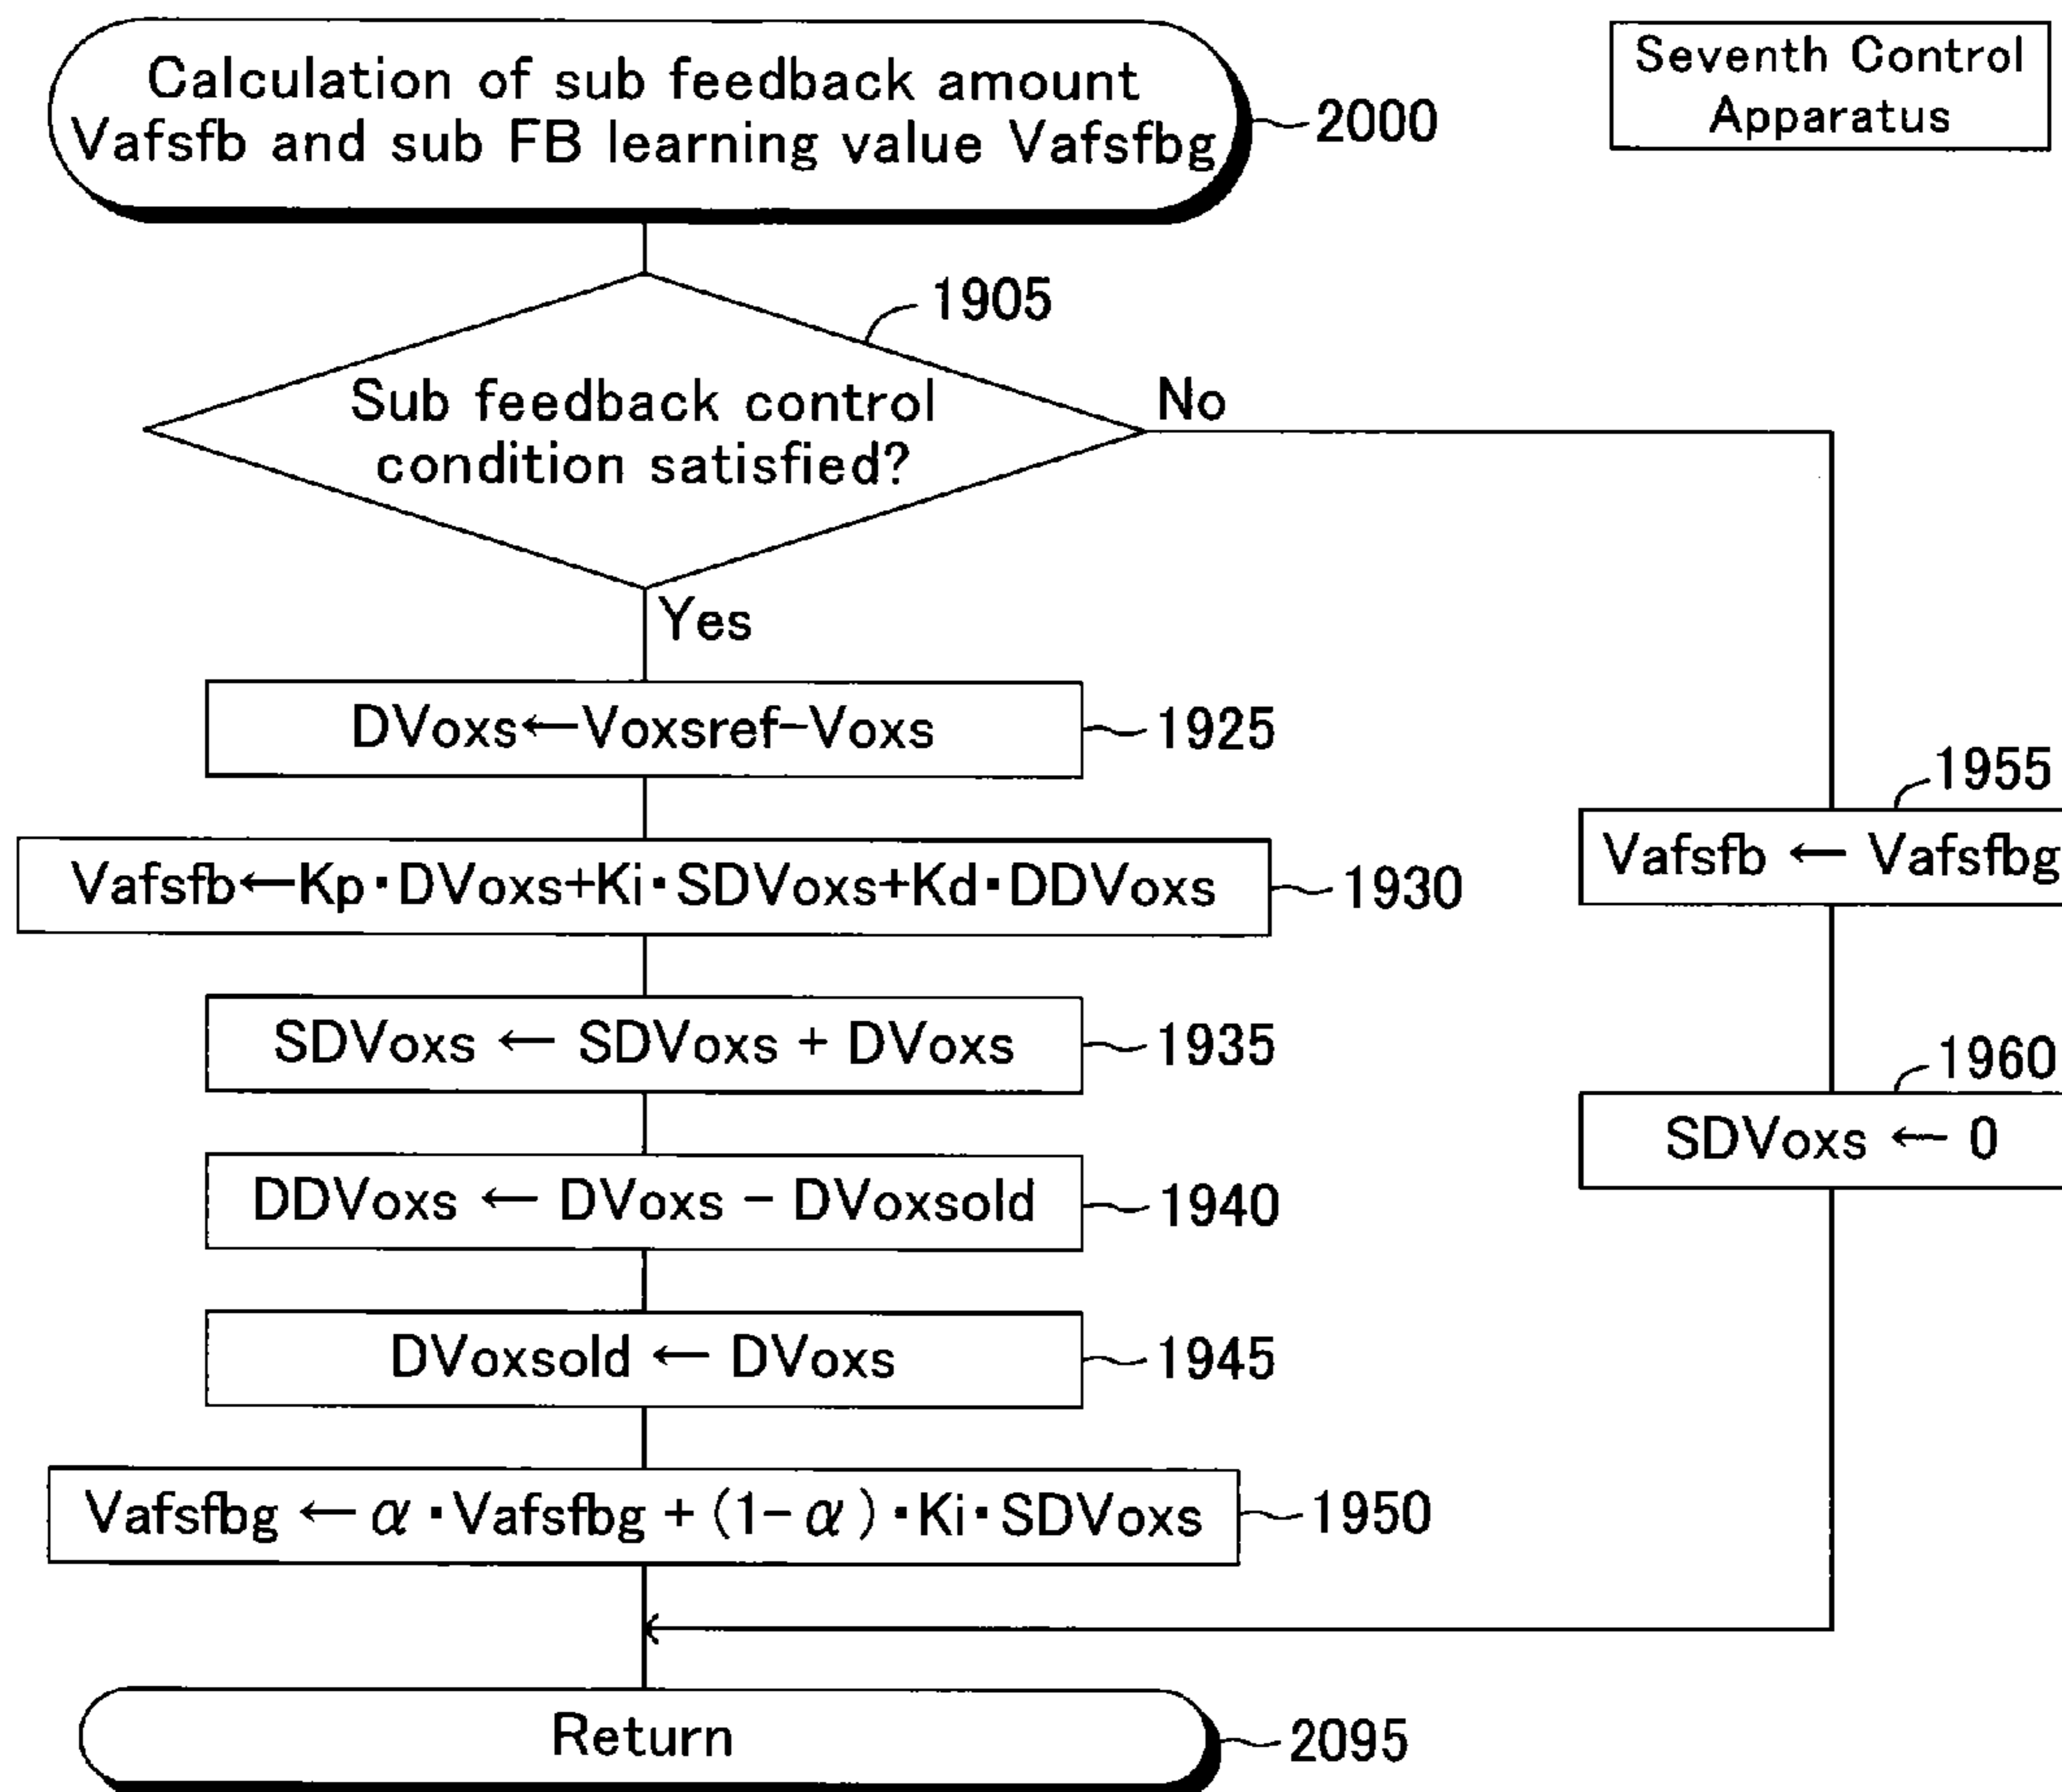 Calculation of sub feedback amount
Vafsfb and sub FB learning value Vafsfbg
2000
Seventh Control
Apparatus
1905
Sub feedback control
condition satisfied?
No
Yes
DVoxs←Voxsref-Voxs
1925
Vafsfb←Kp・DVoxs+Ki・SDVoxs+Kd・DDVoxs
1930
SDVoxs ← SDVoxs + DVoxs
1935
DDVoxs ← DVoxs - DVoxsold
1940
DVoxsold ← DVoxs
1945
Vafsfbg ← α・Vafsfbg + (1-α)・Ki・SDVoxs
1950
1955
Vafsfb ← Vafsfbg
1960
SDVoxs ← 0
Return
2095